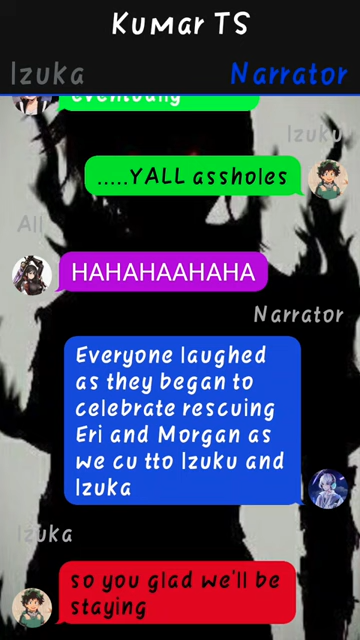 Kumar TS
Izuka Narrator
eventually
Izuku
.....YALL assholes
All
HAHAHAAHAHA
Narrator
Everyone laughed
as they began to
celebrate rescuing
Eri and Morgan as
we cu tto Izuku and
Izuka
Izuka
so you glad we'll be
staying